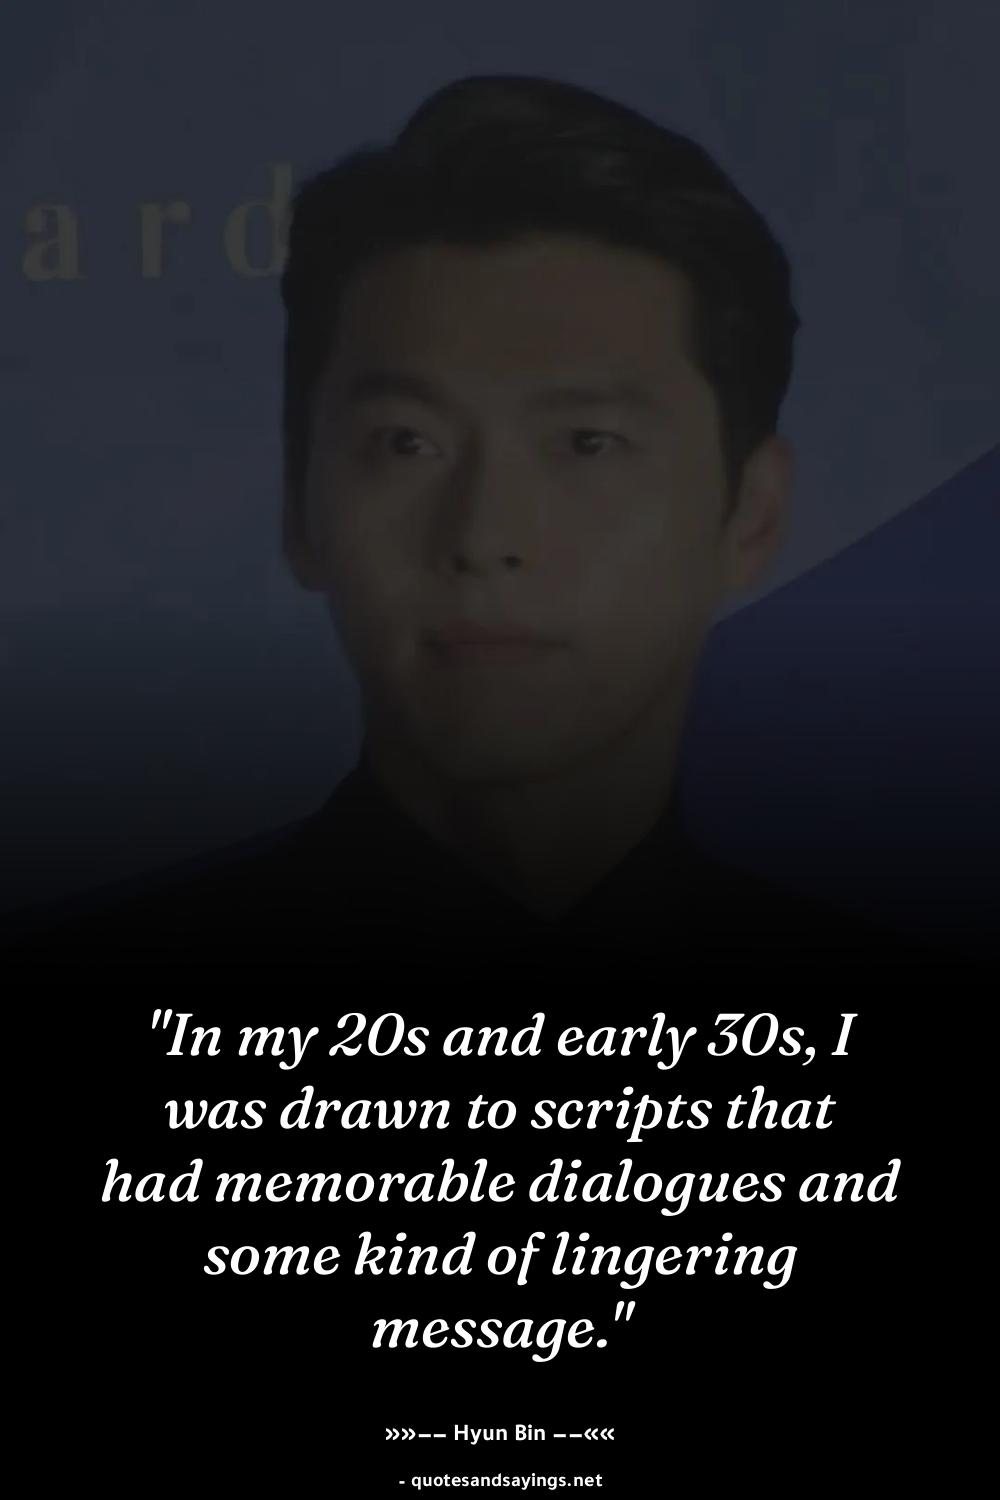 ard
"In my 20s and early 30s, I
was drawn to scripts that
had memorable dialogues and
some kind of lingering
message."
»»–– Hyun Bin ––««
- quotesandsayings.net